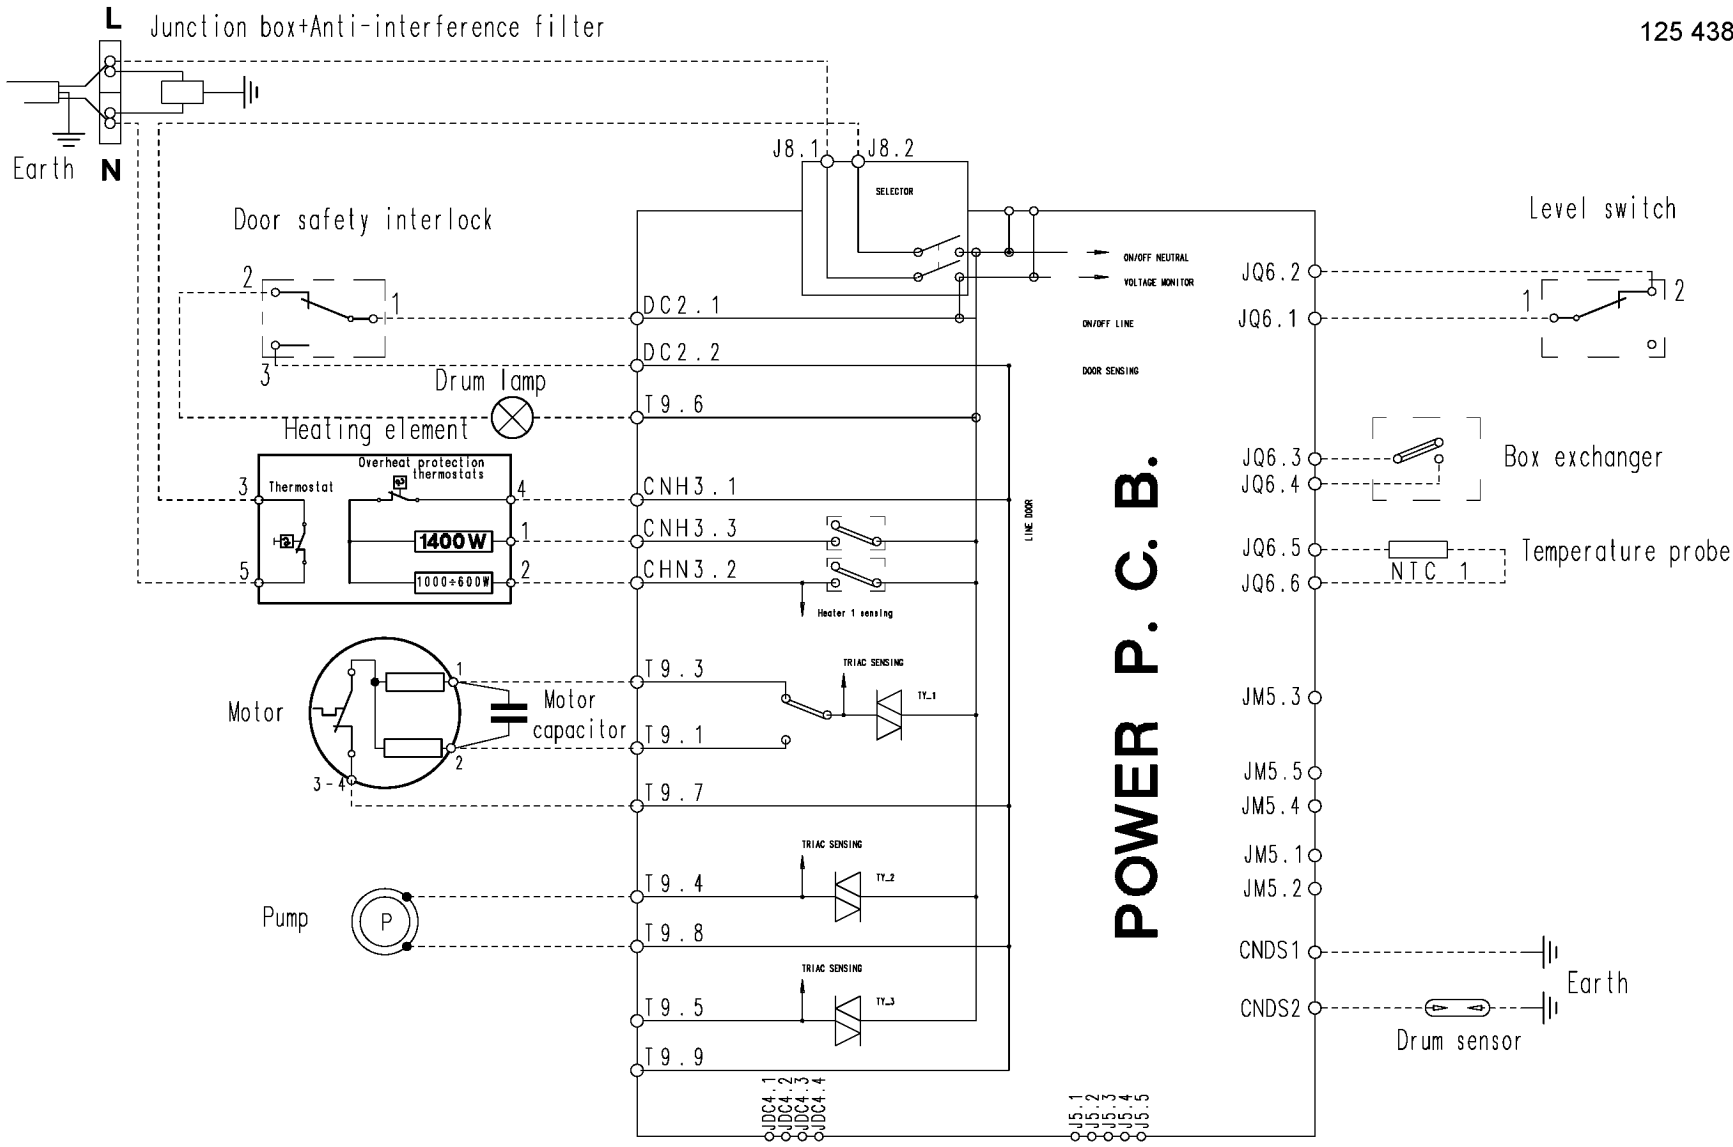 L
Junction box+Anti-interference filter
125 438
Earth
N
J8.1
J8.2
SELECTOR
Door safety interlock
Level switch
ON/OFF NEUTRAL
VOLTAGE MONITOR
2
1
3
DC2.1
ON/OFF LINE
DC2.2
DOOR SENSING
JQ6.2
JQ6.1
1
2
Drum lamp
T9.6
Heating element
Overheat protection
thermostats
Thermostat
3
4
5
1
2
1400W
1000÷600W
CNH3.1
CNH3.3
CHN3.2
Heater 1 sensing
LINE DOOR
POWER P. C. B.
JQ6.3
JQ6.4
Box exchanger
JQ6.5
JQ6.6
NTC 1
Temperature probe
Motor
1
2
3-4
Motor
capacitor
T9.3
T9.1
T9.7
TRIAC SENSING
TY_1
JM5.3
JM5.5
JM5.4
JM5.1
JM5.2
Pump
P
T9.4
T9.8
TRIAC SENSING
TY_2
T9.5
T9.9
TRIAC SENSING
TY_3
CNDS1
CNDS2
Earth
Drum sensor
JDC4.1
JDC4.2
JDC4.3
JDC4.4
J5.1
J5.2
J5.3
J5.4
J5.5